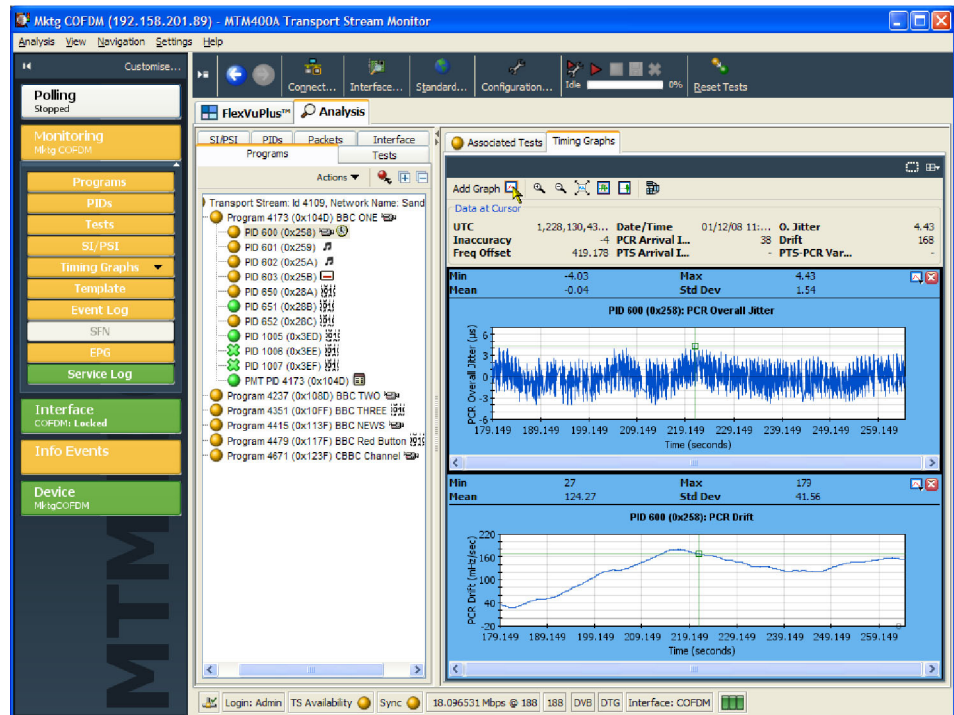 Mktg COFDM (192.158.201.89) - MTM400A Transport Stream Monitor
Analysis View Navigation Settings Help
Customise...
Polling
Stopped
Monitoring
Mktg COFDM
Programs
PIDs
Tests
SI/PSI
Timing Graphs
Template
Event Log
SFN
EPG
Service Log
Interface
COFDM: Locked
Info Events
Device
MktgCOFDM
MTM
Connect... Interface... Standard... Configuration... Idle 0% Reset Tests
FlexVuPlus™ Analysis
SI/PSI PIDs Packets Interface
Programs Tests
Actions
Transport Stream: Id 4109, Network Name: Sand
Program 4173 (0x104D) BBC ONE
PID 600 (0x258)
PID 601 (0x259)
PID 602 (0x25A)
PID 603 (0x25B)
PID 650 (0x28A)
PID 651 (0x28B)
PID 652 (0x28C)
PID 1005 (0x3ED)
PID 1006 (0x3EE)
PID 1007 (0x3EF)
PMT PID 4173 (0x104D)
Program 4237 (0x108D) BBC TWO
Program 4351 (0x10FF) BBC THREE
Program 4415 (0x113F) BBC NEWS
Program 4479 (0x117F) BBC Red Button
Program 4671 (0x123F) CBBC Channel
Associated Tests Timing Graphs
Add Graph
Data at Cursor
UTC 1,228,130,43... Date/Time 01/12/08 11:... O. Jitter 4.43
Inaccuracy -4 PCR Arrival I... 38 Drift 168
Freq Offset 419.178 PTS Arrival I... - PTS-PCR Var... -
Min -4.03 Max 4.43
Mean -0.04 Std Dev 1.54
PID 600 (0x258): PCR Overall Jitter
PCR Overall Jitter (µs)
6
3
0
-3
-6
179.149 189.149 199.149 209.149 219.149 229.149 239.149 249.149 259.149
Time (seconds)
Min 27 Max 179
Mean 124.27 Std Dev 41.56
PID 600 (0x258): PCR Drift
PCR Drift (mHz/sec)
220
160
100
40
-20
179.149 189.149 199.149 209.149 219.149 229.149 239.149 249.149 259.149
Time (seconds)
Login: Admin TS Availability Sync 18.096531 Mbps @ 188 188 DVB DTG Interface: COFDM